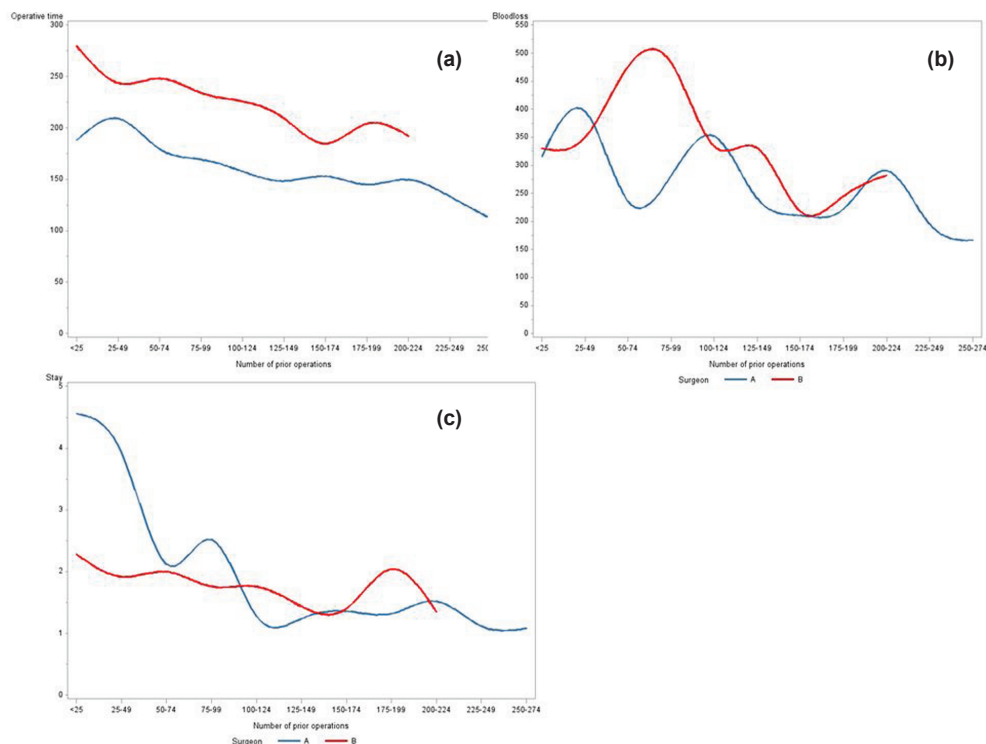 Operative time
(a)
300
250
200
150
100
50
0
<25 25-49 50-74 75-99 100-124 125-149 150-174 175-199 200-224 225-249 250
Number of prior operations
Bloodloss
(b)
550
500
450
400
350
300
250
200
150
100
50
0
<25 25-49 50-74 75-99 100-124 125-149 150-174 175-199 200-224 225-249 250-274
Number of prior operations
Surgeon A B
Stay
(c)
5
4
3
2
1
0
<25 25-49 50-74 75-99 100-124 125-149 150-174 175-199 200-224 225-249 250-274
Number of prior operations
Surgeon A B